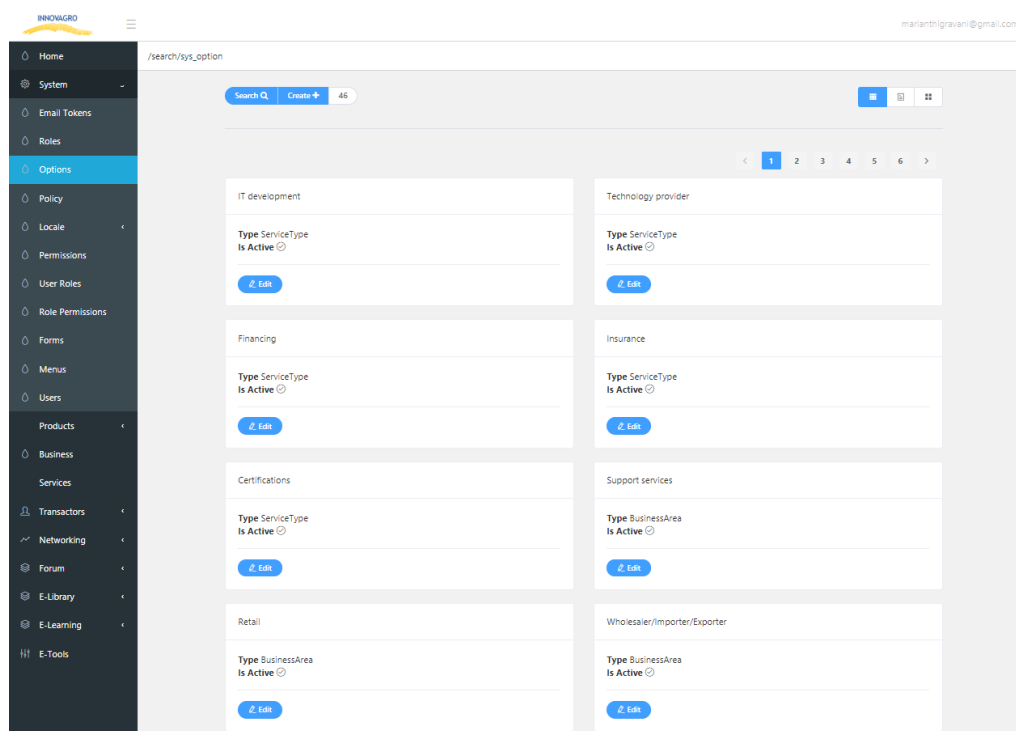 INNOVAGRO
marianthigravani@gmail.com
Home
/search/sys_option
System
Search
Create
46
Email Tokens
Roles
Options
1 2 3 4 5 6
Policy
IT development
Technology provider
Locale
Type ServiceType
Is Active
Type ServiceType
Is Active
Permissions
User Roles
Edit
Edit
Role Permissions
Forms
Financing
Insurance
Menus
Type ServiceType
Is Active
Type ServiceType
Is Active
Users
Products
Edit
Edit
Business
Services
Certifications
Support services
Transactors
Type ServiceType
Is Active
Type BusinessArea
Is Active
Networking
Forum
Edit
Edit
E-Library
E-Learning
Retail
Wholesaler/Importer/Exporter
E-Tools
Type BusinessArea
Is Active
Type BusinessArea
Is Active
Edit
Edit